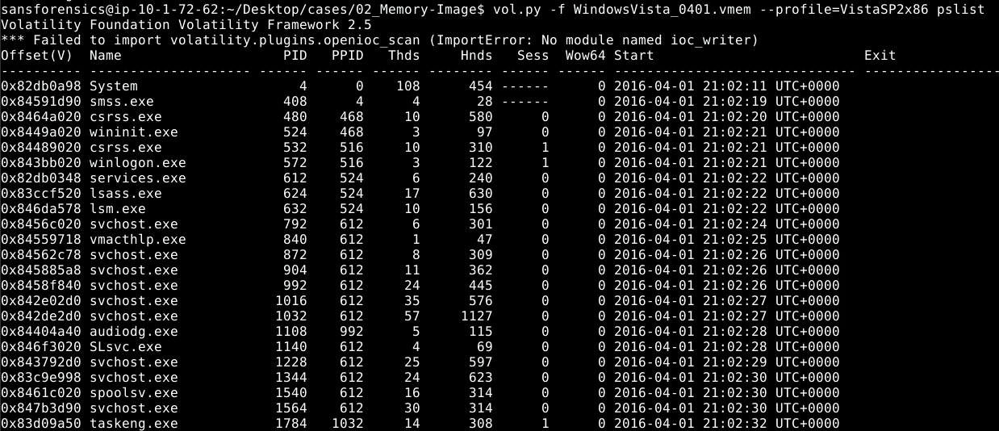 sansforensics@ip-10-1-72-62:~/Desktop/cases/02_Memory-Image$ vol.py -f WindowsVista_0401.vmem --profile=VistaSP2x86 pslist
Volatility Foundation Volatility Framework 2.5
*** Failed to import volatility.plugins.openioc_scan (ImportError: No module named ioc_writer)
Offset(V)  Name                    PID   PPID   Thds     Hnds   Sess  Wow64 Start                          Exit
---------- -------------------- ------ ------ ------ -------- ------ ------ ------------------------------ -----------------
0x82db0a98 System                    4      0    108      454 ------      0 2016-04-01 21:02:11 UTC+0000
0x84591d90 smss.exe                408      4      4       28 ------      0 2016-04-01 21:02:19 UTC+0000
0x8464a020 csrss.exe               480    468     10      580      0      0 2016-04-01 21:02:20 UTC+0000
0x8449a020 wininit.exe             524    468      3       97      0      0 2016-04-01 21:02:21 UTC+0000
0x84489020 csrss.exe               532    516     10      310      1      0 2016-04-01 21:02:21 UTC+0000
0x843bb020 winlogon.exe            572    516      3      122      1      0 2016-04-01 21:02:21 UTC+0000
0x82db0348 services.exe            612    524      6      240      0      0 2016-04-01 21:02:22 UTC+0000
0x83ccf520 lsass.exe               624    524     17      630      0      0 2016-04-01 21:02:22 UTC+0000
0x846da578 lsm.exe                 632    524     10      156      0      0 2016-04-01 21:02:22 UTC+0000
0x8456c020 svchost.exe             792    612      6      301      0      0 2016-04-01 21:02:24 UTC+0000
0x84559718 vmacthlp.exe            840    612      1       47      0      0 2016-04-01 21:02:25 UTC+0000
0x84562c78 svchost.exe             872    612      8      309      0      0 2016-04-01 21:02:26 UTC+0000
0x845885a8 svchost.exe             904    612     11      362      0      0 2016-04-01 21:02:26 UTC+0000
0x8458f840 svchost.exe             992    612     24      445      0      0 2016-04-01 21:02:26 UTC+0000
0x842e02d0 svchost.exe            1016    612     35      576      0      0 2016-04-01 21:02:27 UTC+0000
0x842de2d0 svchost.exe            1032    612     57     1127      0      0 2016-04-01 21:02:27 UTC+0000
0x84404a40 audiodg.exe            1108    992      5      115      0      0 2016-04-01 21:02:28 UTC+0000
0x846f3020 SLsvc.exe              1140    612      4       69      0      0 2016-04-01 21:02:28 UTC+0000
0x843792d0 svchost.exe            1228    612     25      597      0      0 2016-04-01 21:02:29 UTC+0000
0x83c9e998 svchost.exe            1344    612     24      623      0      0 2016-04-01 21:02:30 UTC+0000
0x8461c020 spoolsv.exe            1540    612     16      314      0      0 2016-04-01 21:02:30 UTC+0000
0x847b3d90 svchost.exe            1564    612     30      314      0      0 2016-04-01 21:02:30 UTC+0000
0x83d09a50 taskeng.exe            1784   1032     14      308      1      0 2016-04-01 21:02:32 UTC+0000